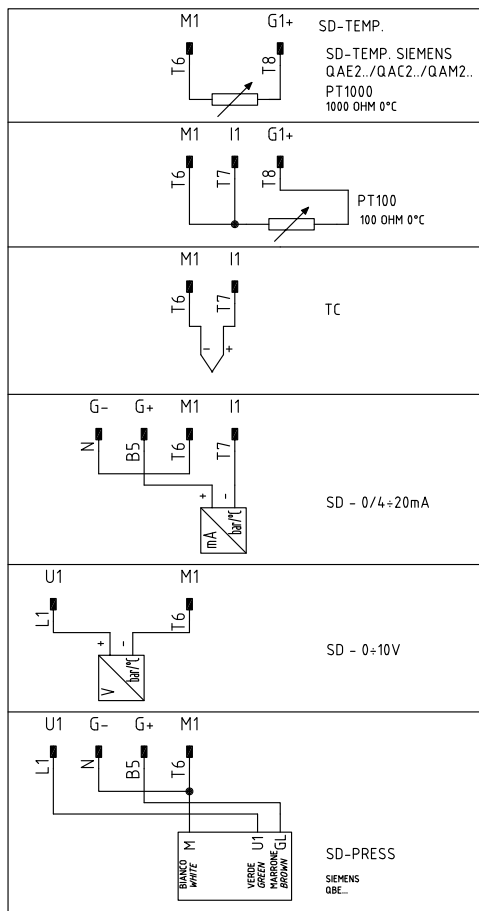 M1 G1+ SD-TEMP.
T6 T8 SD-TEMP. SIEMENS
QAE2../QAC2../QAM2..
PT1000
1000 OHM 0°C
M1 I1 G1+
T6 T7 T8
PT100
100 OHM 0°C
M1 I1
T6 T7
TC
- +
G- G+ M1 I1
N B5 T6 T7
+ -
mA bar/°C
SD - 0/4÷20mA
U1 M1
L1 T6
+ -
V bar/°C
SD - 0÷10V
U1 G- G+ M1
L1 N B5 T6
M U1 GL
BIANCO VERDE MARRONE
WHITE GREEN BROWN
SD-PRESS
SIEMENS
QBE...